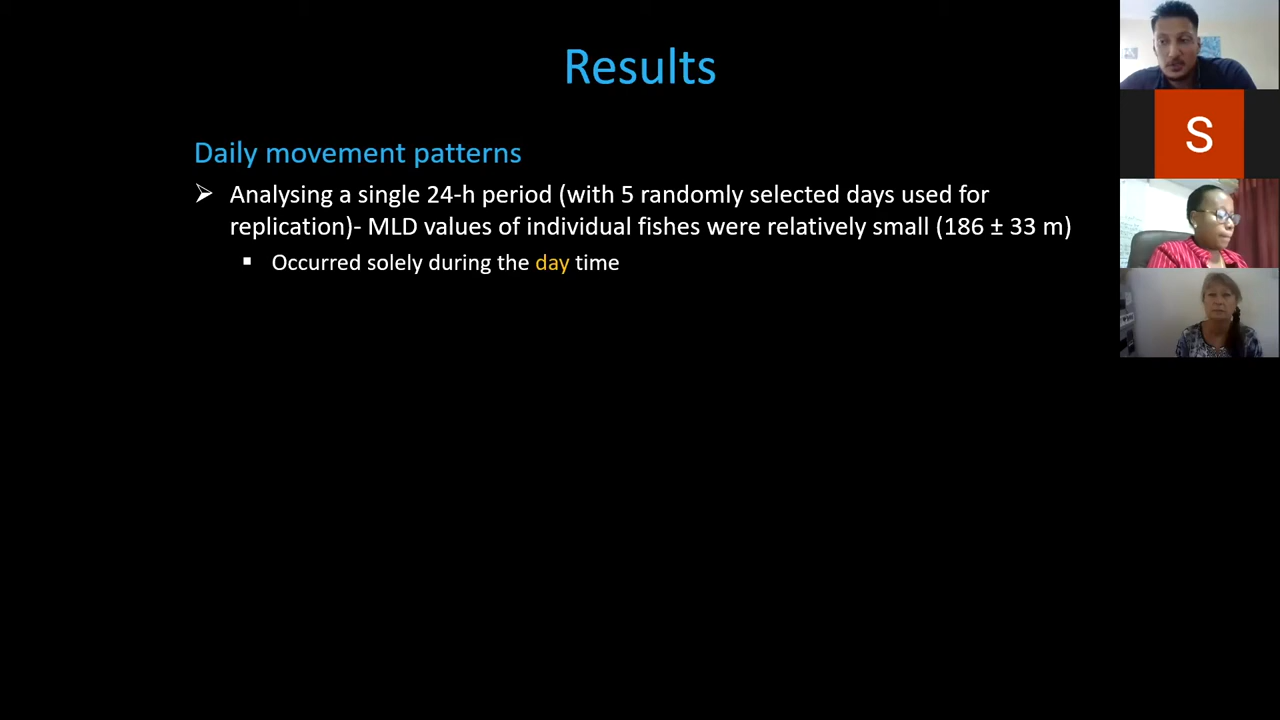 Results
Daily movement patterns
➢ Analysing a single 24-h period (with 5 randomly selected days used for
replication)- MLD values of individual fishes were relatively small (186 ± 33 m)
▪ Occurred solely during the day time
S